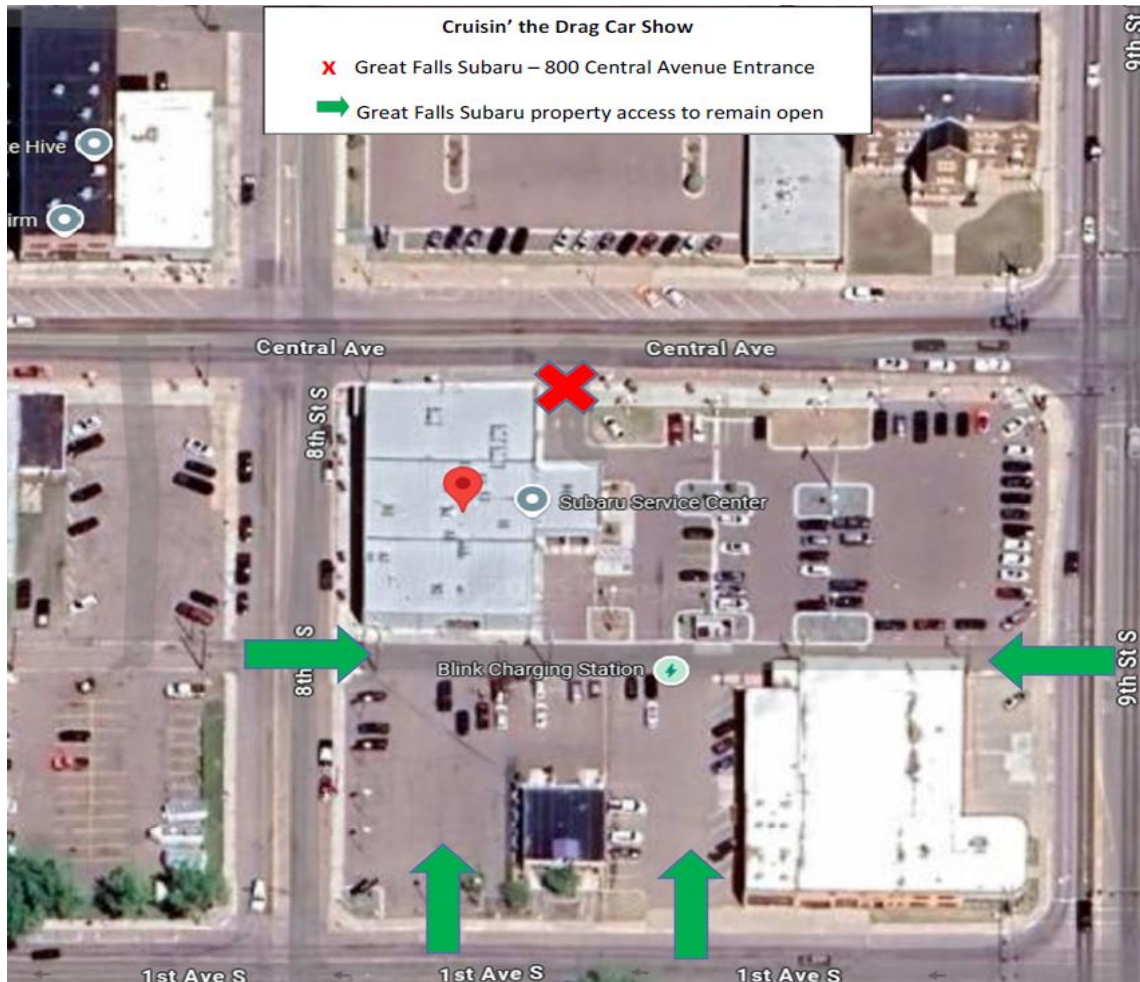 Cruisin’ the Drag Car Show
X Great Falls Subaru – 800 Central Avenue Entrance
Great Falls Subaru property access to remain open
9th St S
te Hive
irm
Central Ave
Central Ave
8th St S
Subaru Service Center
8th St S
Blink Charging Station
9th St S
1st Ave S
1st Ave S
1st Ave S